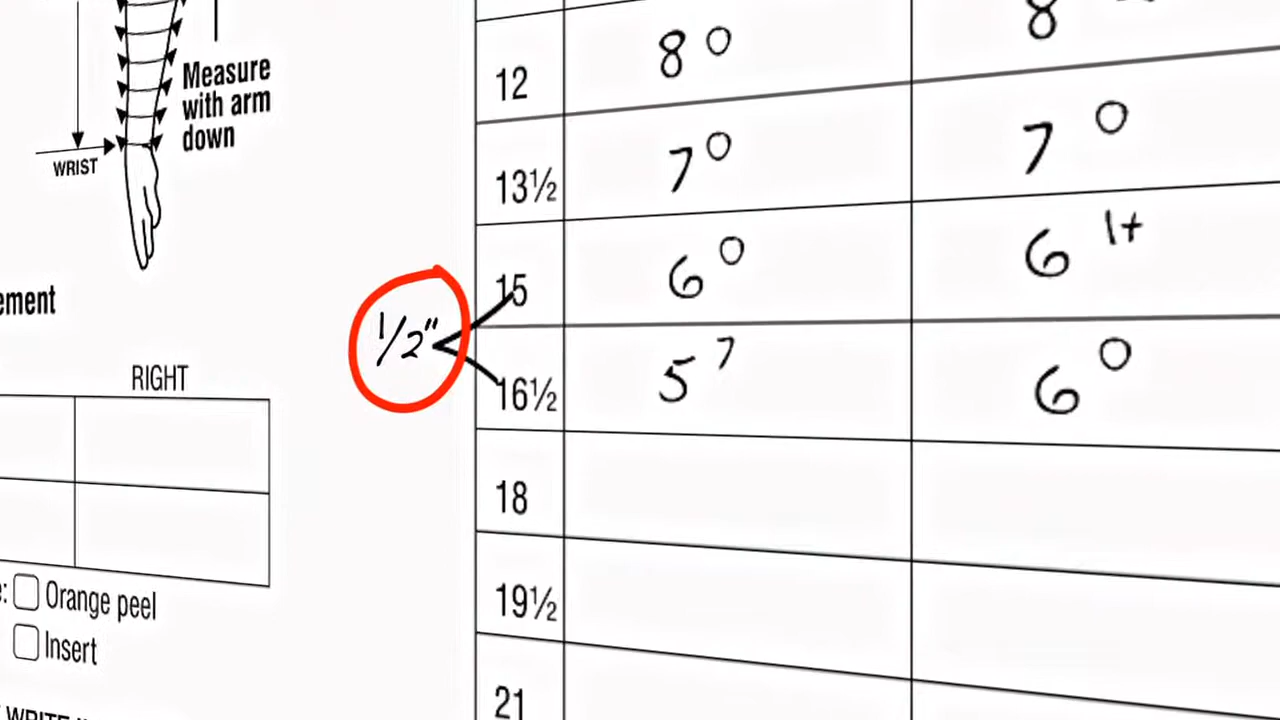 Measure
with arm
down
WRIST
ement
RIGHT
Orange peel
Insert
1/2"
8
12 8 0
13½ 7 0 7 0
15 6 0 6 1+
16½ 5 7 6 0
18
19½
21